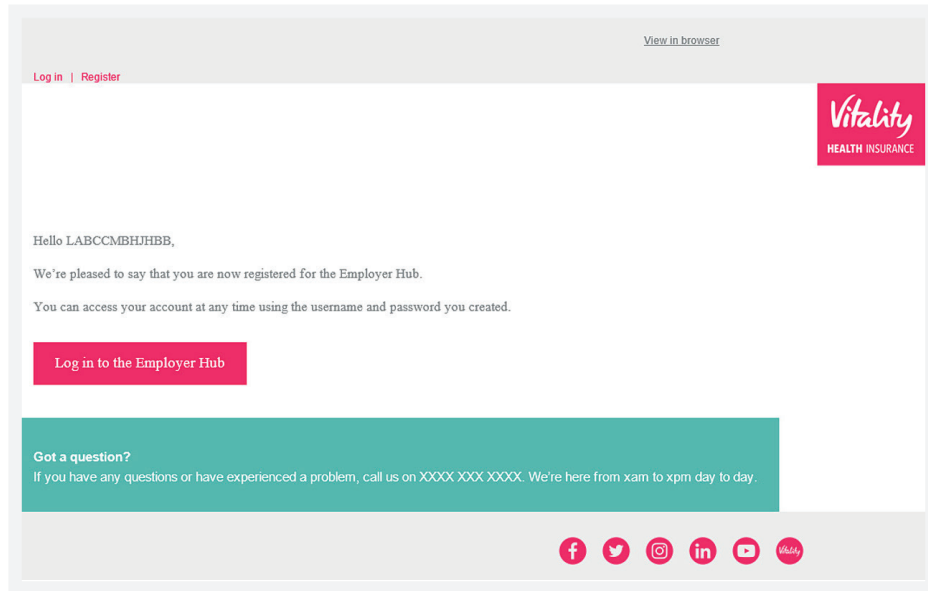 View in browser
Log in | Register
Vitality
HEALTH INSURANCE
Hello LABCCMBHJHBB,
We're pleased to say that you are now registered for the Employer Hub.
You can access your account at any time using the username and password you created.
Log in to the Employer Hub
Got a question?
If you have any questions or have experienced a problem, call us on XXXX XXX XXXX. We're here from xam to xpm day to day.
Vitality